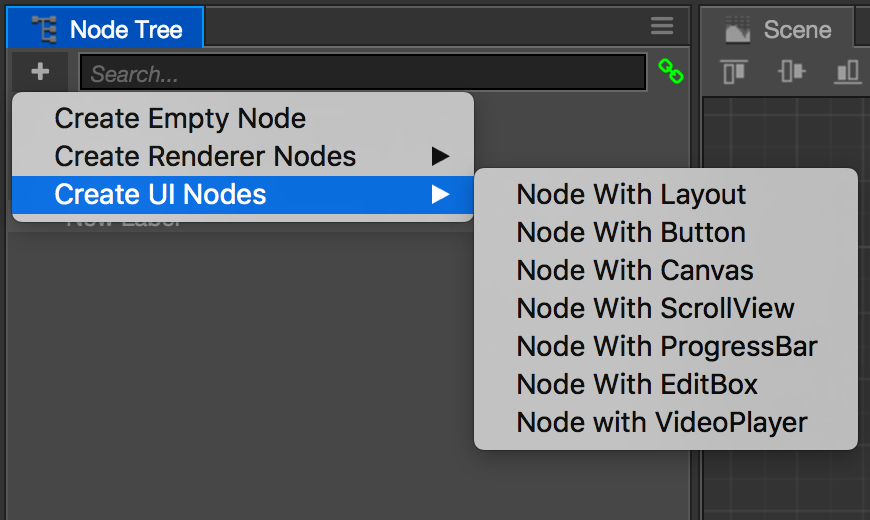 Node Tree
Scene
Search...
Create Empty Node
Create Renderer Nodes
Create UI Nodes
New Label
Node With Layout
Node With Button
Node With Canvas
Node With ScrollView
Node With ProgressBar
Node With EditBox
Node with VideoPlayer